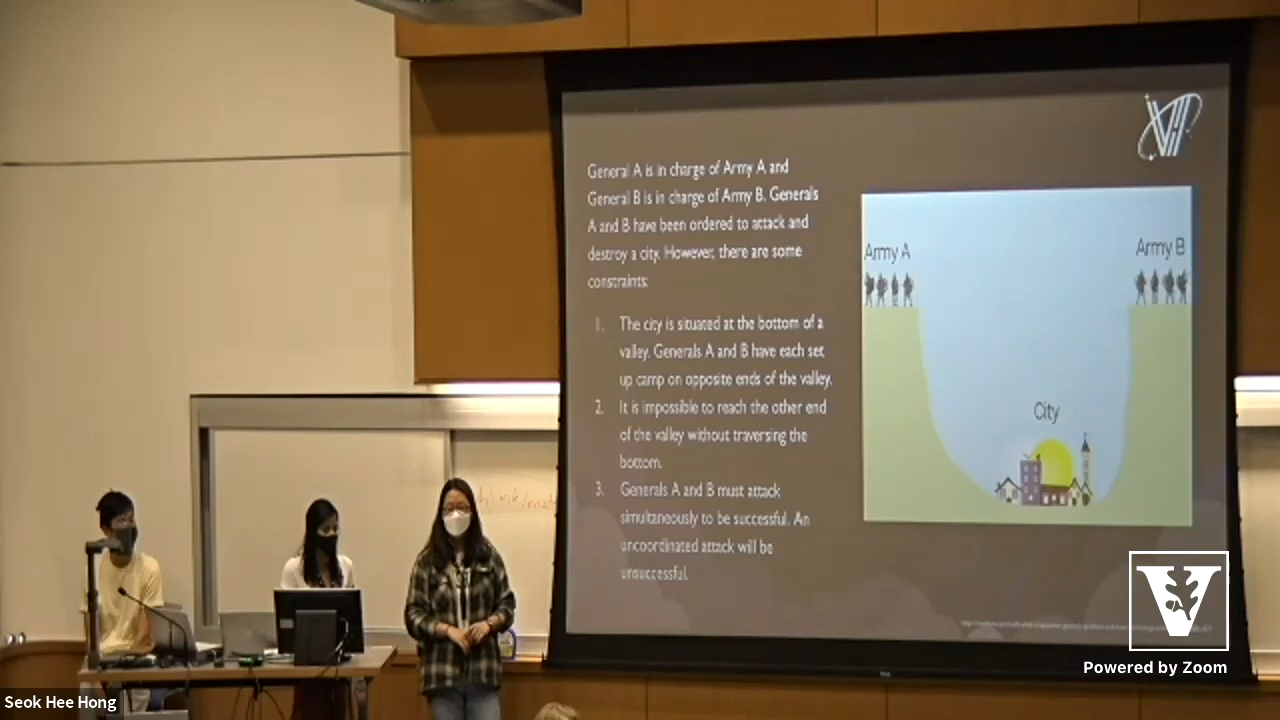 General A is in charge of Army A and
General B is in charge of Army B. Generals
A and B have been ordered to attack and
destroy a city. However, there are some
constraints:
1. The city is situated at the bottom of a
valley. Generals A and B have each set
up camp on opposite ends of the valley.
2. It is impossible to reach the other end
of the valley without traversing the
bottom.
3. Generals A and B must attack
simultaneously to be successful. An
uncoordinated attack will be
unsuccessful.
Army A
Army B
City
V
Powered by Zoom
Seok Hee Hong